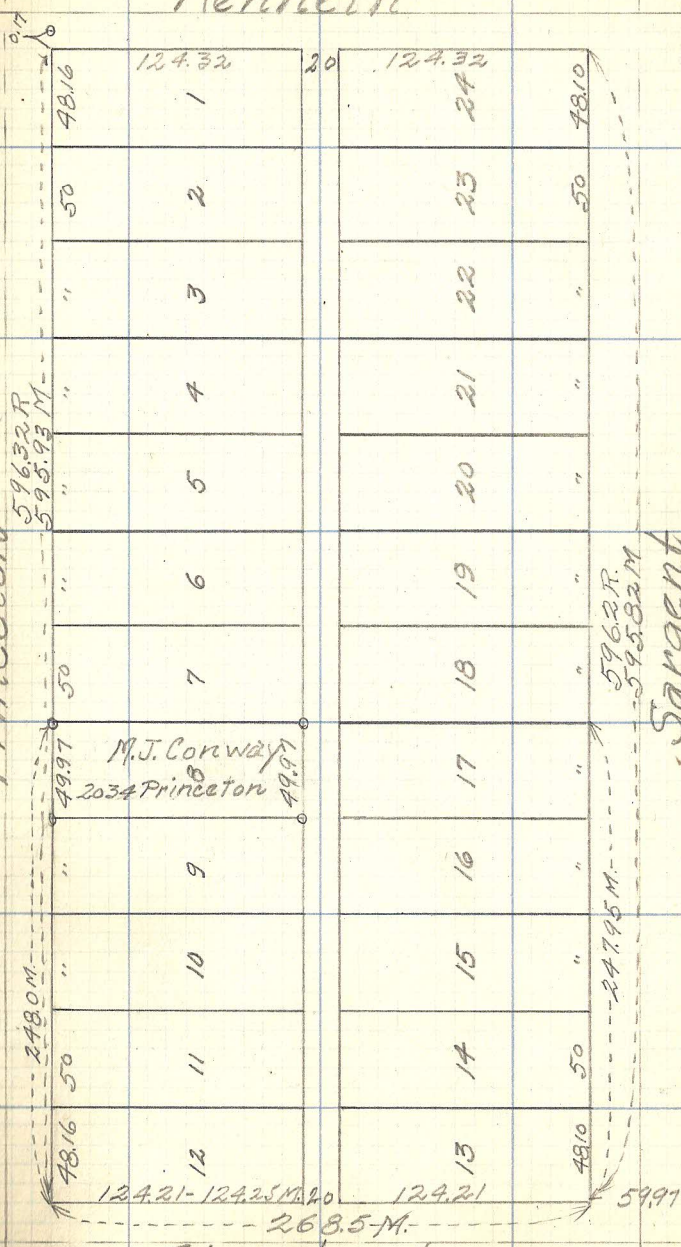 Kenneth
0.17
124.32 20 124.32
48.16 1 24 48.10
50 2 23 50
" 3 22 "
" 4 21 "
596.32 R
595.93 M
" 5 20 "
" 6 19 "
596.2 R.
595.82 M
Sargent
50 7 18 "
M.J. Conway
49.97 8 49.97 17 "
2034 Princeton
" 9 16 "
248.0 M.
" 10 15 "
247.95 M.
50 11 14 50
48.16 12 13 48.10
124.21-124.25 M. 20 124.21 59.97
268.5-M.